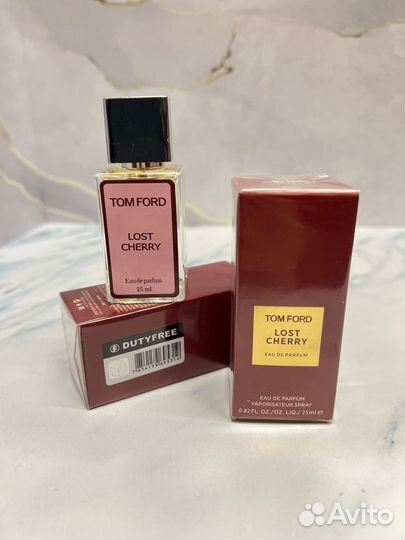 TOM FORD
LOST
CHERRY
Eau de parfum
25 ml.
DUTYFREE
TOM FORD
LOST
CHERRY
EAU DE PARFUM
EAU DE PARFUM
VAPORISATEUR SPRAY
0.82 FL. OZ./OZ. LIQ./25 ml e
Avito